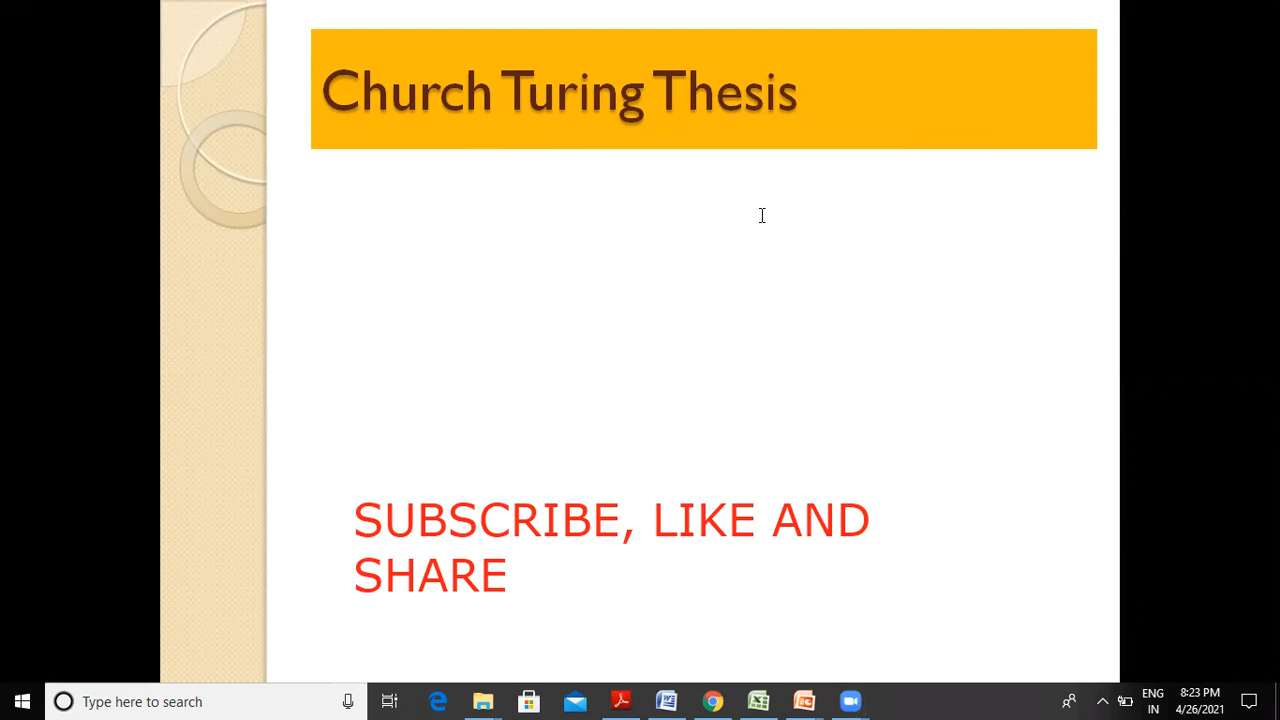 Church Turing Thesis
SUBSCRIBE, LIKE AND
SHARE
Type here to search
ENG
IN
8:23 PM
4/26/2021